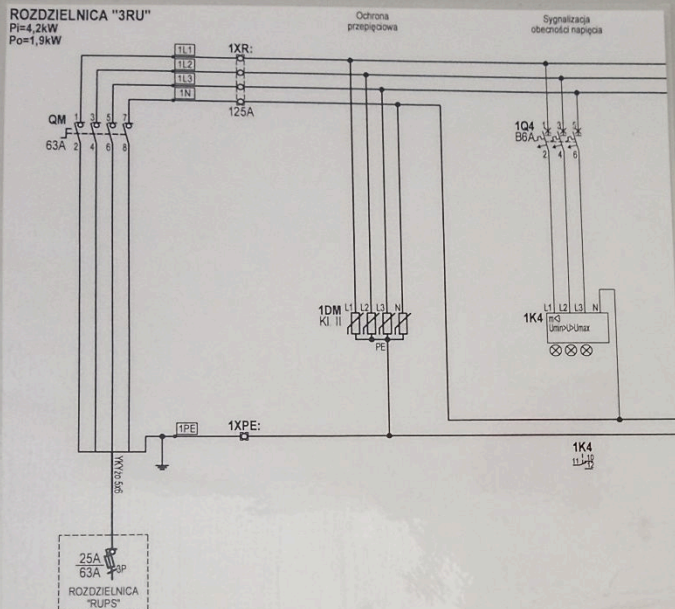 ROZDZIELNICA "3RU"
Pi=4,2kW
Po=1,9kW
Ochrona
przepięciowa
Sygnalizacja
obecności napięcia
1L1
1L2
1L3
1N
1XR:
125A
QM
63A
1 3 5 7
2 4 6 8
1Q4
B6A
1 3 5
2 4 6
1DM
Kl. II
L1 L2 L3 N
PE
1K4
L1 L2 L3 N
Umin>U>Umax
1PE
1XPE:
1K4
11
10
12
YKYżo 5x6
25A
63A
3P
ROZDZIELNICA
"RUPS"